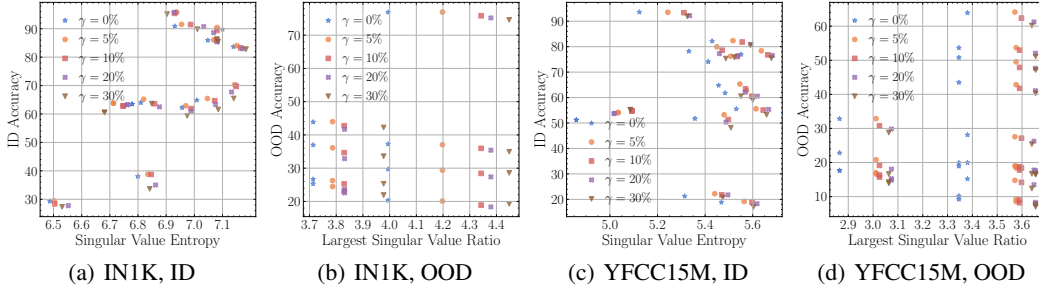 ID Accuracy
90
80
70
60
50
40
30
γ = 0%
γ = 5%
γ = 10%
γ = 20%
γ = 30%
6.5 6.6 6.7 6.8 6.9 7.0 7.1
Singular Value Entropy
(a) IN1K, ID
OOD Accuracy
70
60
50
40
30
20
γ = 0%
γ = 5%
γ = 10%
γ = 20%
γ = 30%
3.7 3.8 3.9 4.0 4.1 4.2 4.3 4.4
Largest Singular Value Ratio
(b) IN1K, OOD
ID Accuracy
90
80
70
60
50
40
30
20
γ = 0%
γ = 5%
γ = 10%
γ = 20%
γ = 30%
5.0 5.2 5.4 5.6
Singular Value Entropy
(c) YFCC15M, ID
OOD Accuracy
60
50
40
30
20
10
γ = 0%
γ = 5%
γ = 10%
γ = 20%
γ = 30%
2.9 3.0 3.1 3.2 3.3 3.4 3.5 3.6
Largest Singular Value Ratio
(d) YFCC15M, OOD